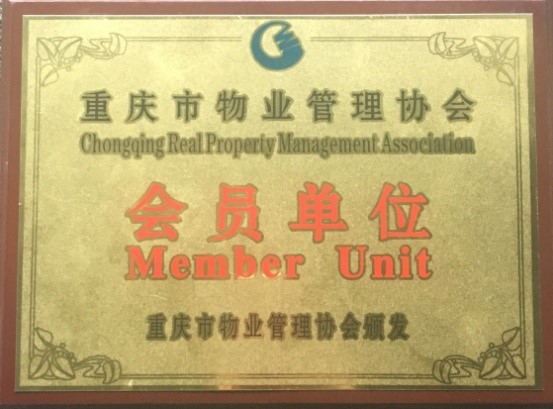 重庆市物业管理协会
Chongqing Real Property Management Association
会员单位
Member Unit
重庆市物业管理协会颁发